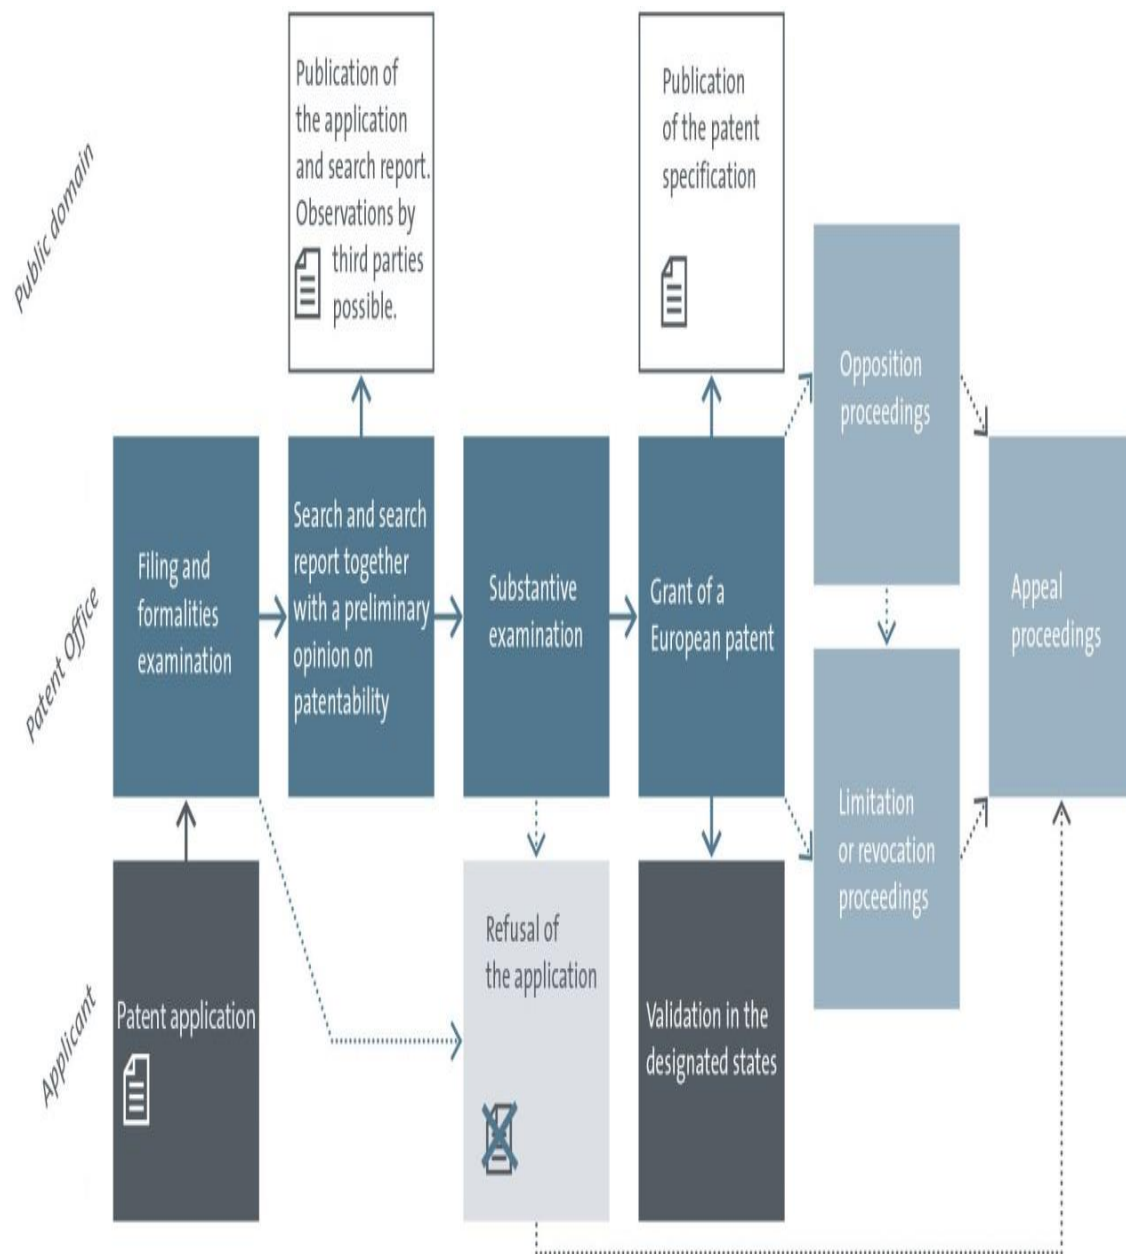 Public domain
Publication of
the application
and search report.
Observations by
third parties
possible.
Publication
of the patent
specification
Opposition
proceedings
Patent Office
Filing and
formalities
examination
Search and search
report together
with a preliminary
opinion on
patentability
Substantive
examination
Grant of a
European patent
Appeal
proceedings
Limitation
or revocation
proceedings
Applicant
Patent application
Refusal of
the application
Validation in the
designated states